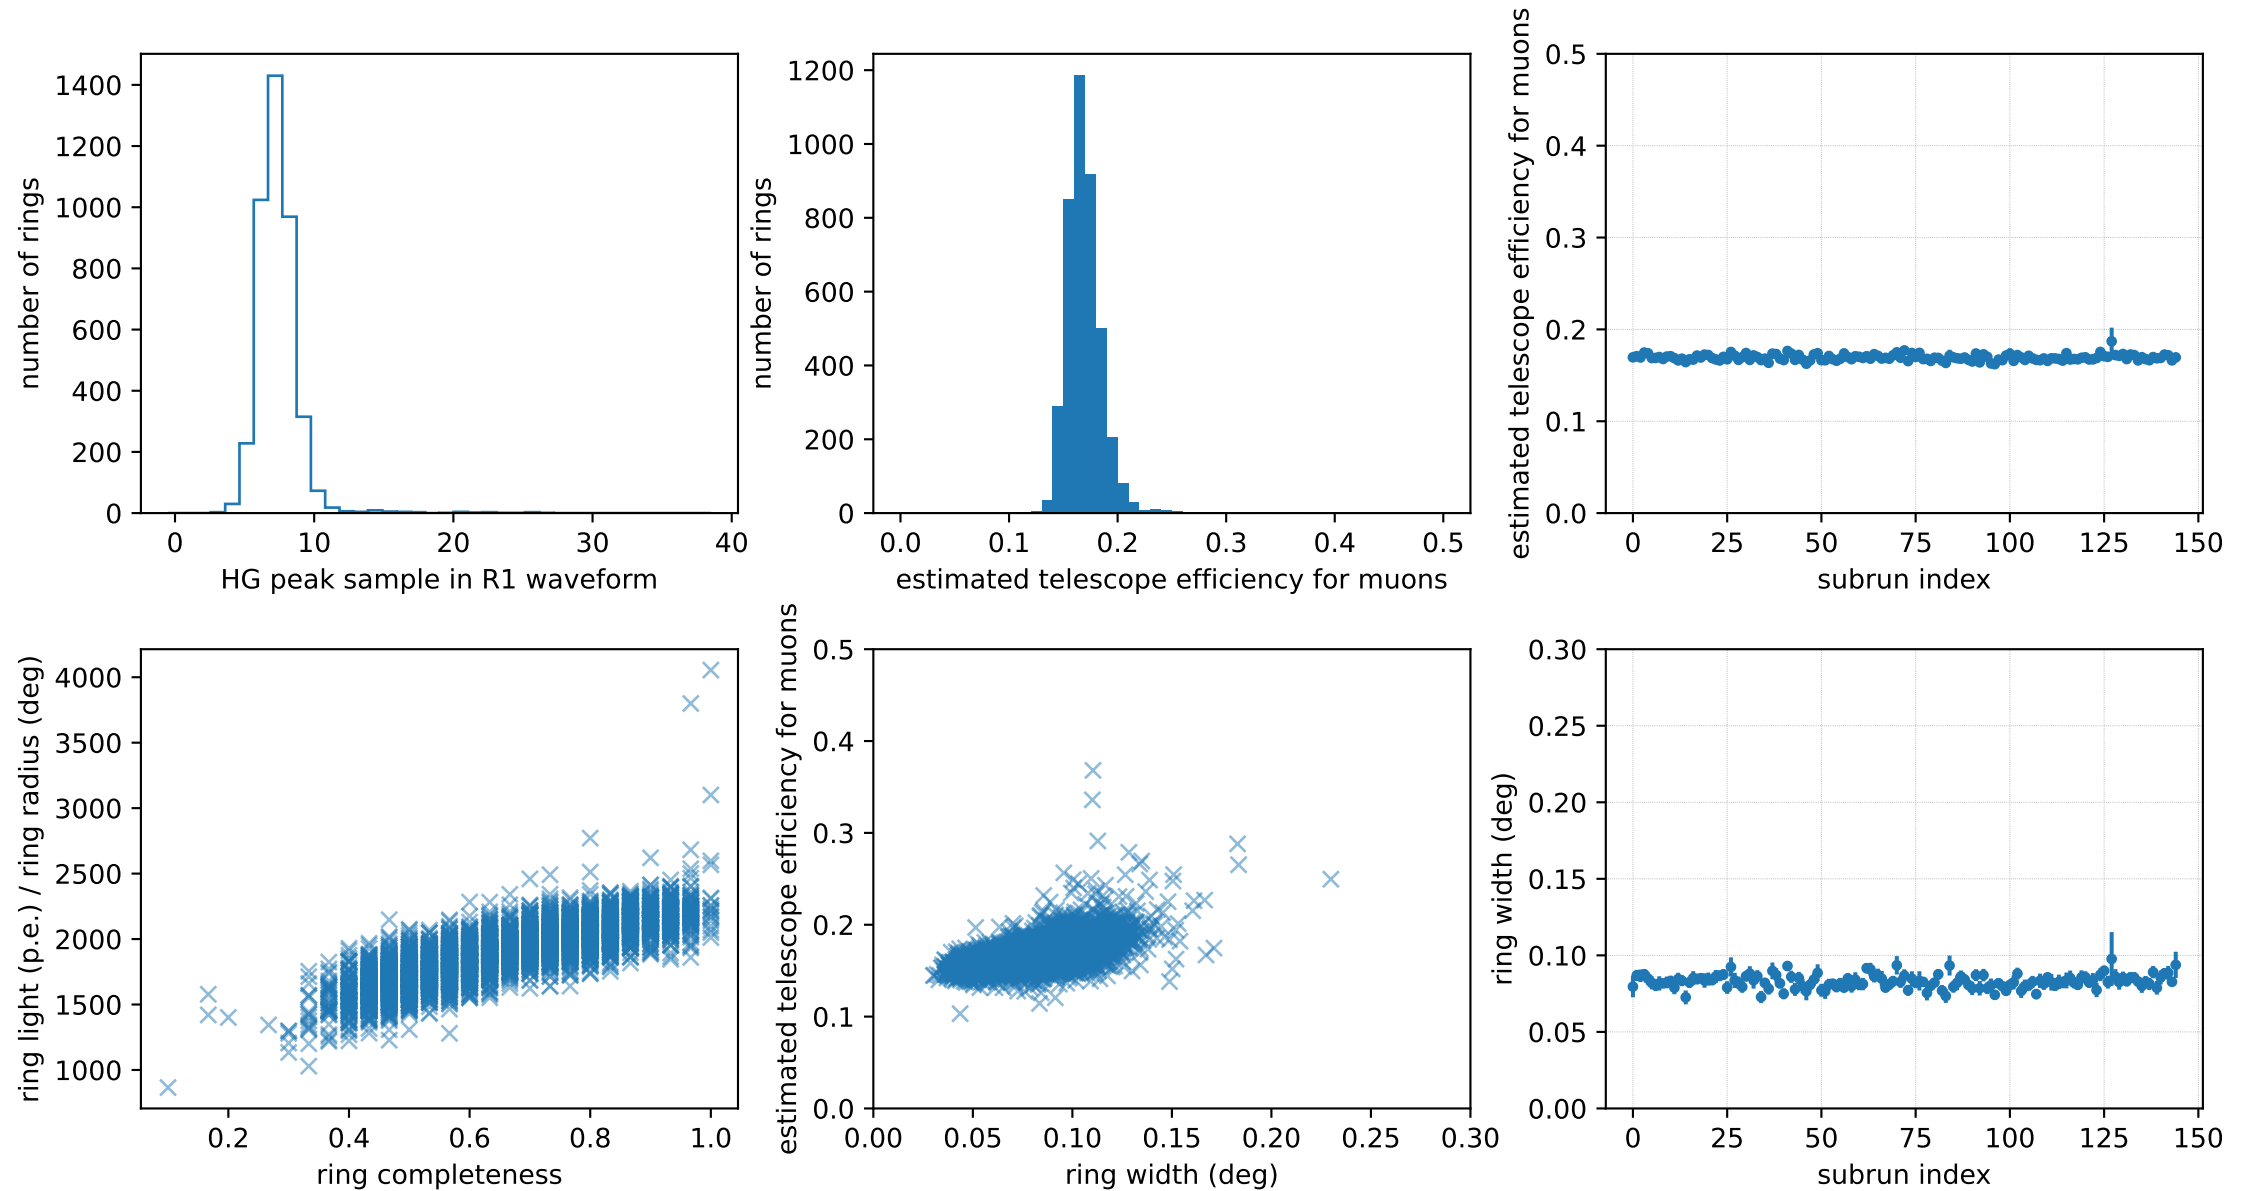 1400
1200
1000
800
600
400
200
0
number of rings
0 10 20 30 40
HG peak sample in R1 waveform
1200
1000
800
600
400
200
0
number of rings
0.0 0.1 0.2 0.3 0.4 0.5
estimated telescope efficiency for muons
0.5
0.4
0.3
0.2
0.1
0.0
estimated telescope efficiency for muons
0 25 50 75 100 125 150
subrun index
4000
3500
3000
2500
2000
1500
1000
ring light (p.e.) / ring radius (deg)
0.2 0.4 0.6 0.8 1.0
ring completeness
0.5
0.4
0.3
0.2
0.1
0.0
estimated telescope efficiency for muons
0.00 0.05 0.10 0.15 0.20 0.25 0.30
ring width (deg)
0.30
0.25
0.20
0.15
0.10
0.05
0.00
ring width (deg)
0 25 50 75 100 125 150
subrun index